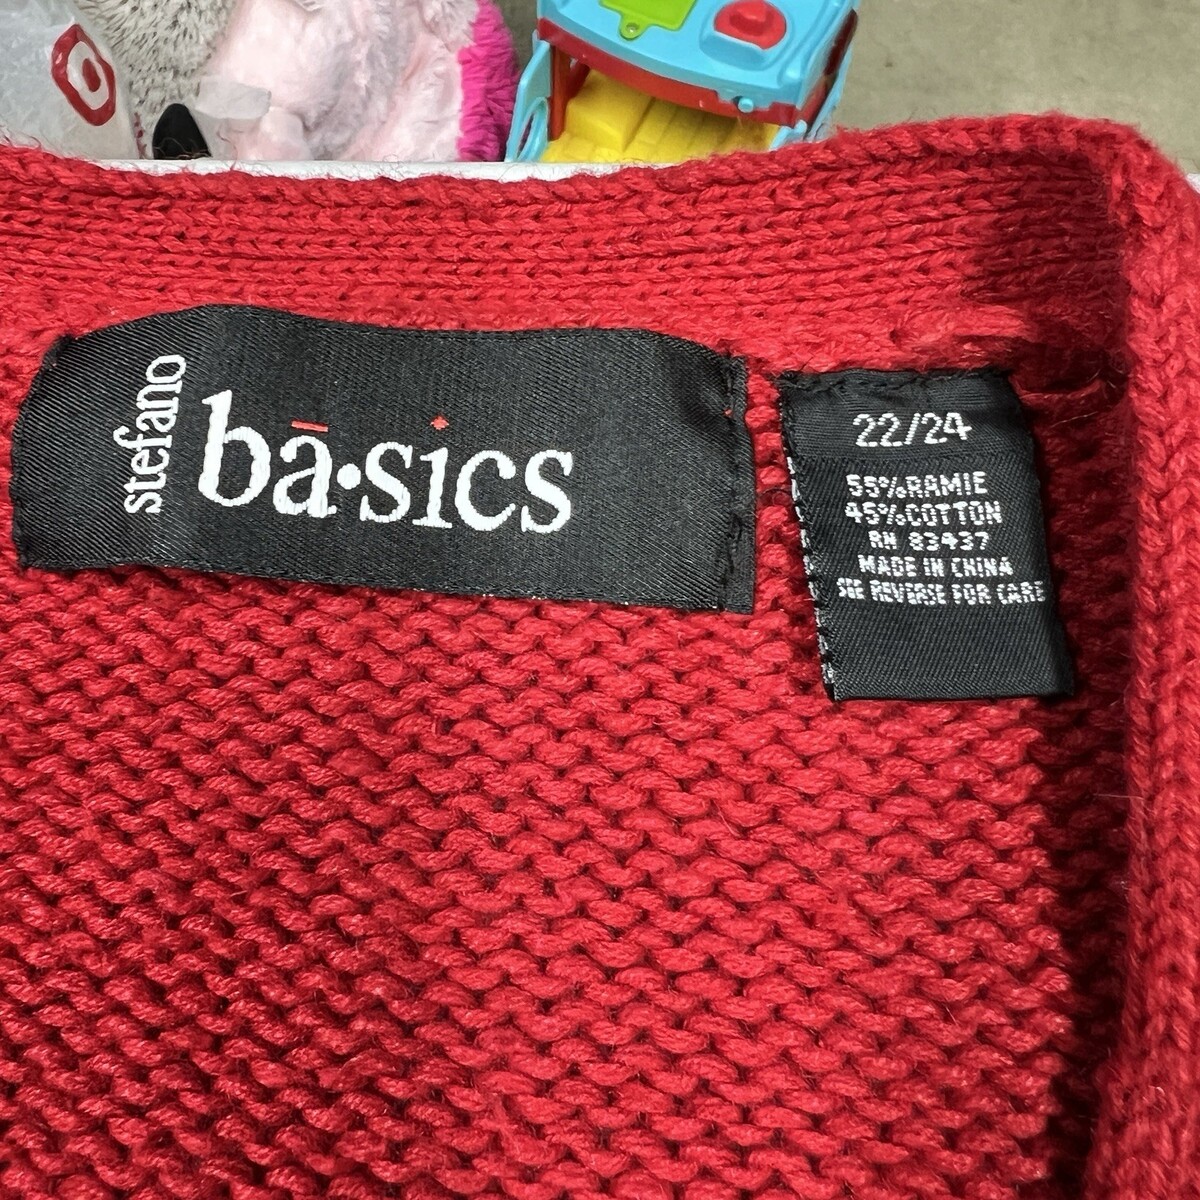 stefano
bā·sics
22/24
55%RAMIE
45%COTTON
RN 83437
MADE IN CHINA
SEE REVERSE FOR CARE